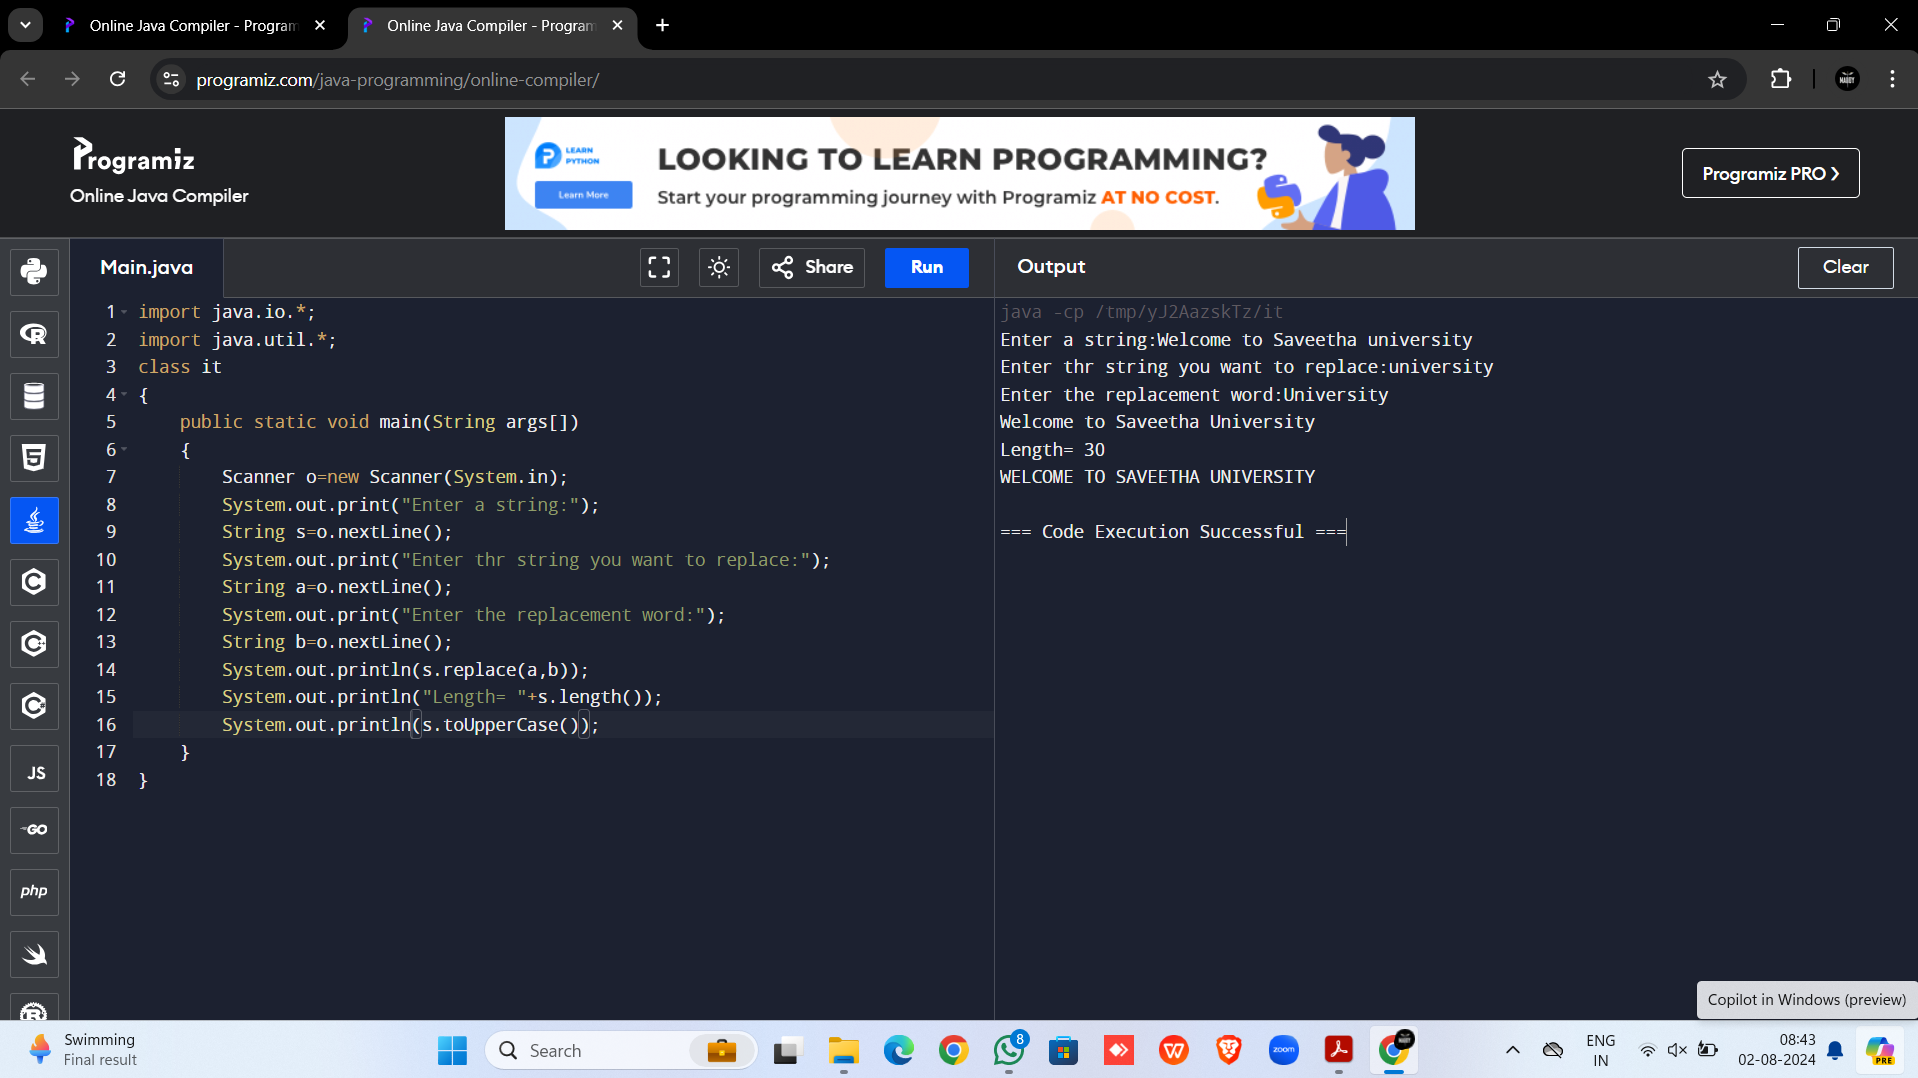 Online Java Compiler - Program
Online Java Compiler - Program
programiz.com/java-programming/online-compiler/
Programiz
Online Java Compiler
LEARN
PYTHON
Learn More
LOOKING TO LEARN PROGRAMMING?
Start your programming journey with Programiz AT NO COST.
Programiz PRO >
Main.java
Share
Run
Output
Clear
1 import java.io.*;
2 import java.util.*;
3 class it
4 {
5 public static void main(String args[])
6 {
7 Scanner o=new Scanner(System.in);
8 System.out.print("Enter a string:");
9 String s=o.nextLine();
10 System.out.print("Enter thr string you want to replace:");
11 String a=o.nextLine();
12 System.out.print("Enter the replacement word:");
13 String b=o.nextLine();
14 System.out.println(s.replace(a,b));
15 System.out.println("Length= "+s.length());
16 System.out.println(s.toUpperCase());
17 }
18 }
java -cp /tmp/yJ2AazskTz/it
Enter a string:Welcome to Saveetha university
Enter thr string you want to replace:university
Enter the replacement word:University
Welcome to Saveetha University
Length= 30
WELCOME TO SAVEETHA UNIVERSITY
=== Code Execution Successful ===
JS
GO
php
Copilot in Windows (preview)
Swimming
Final result
Search
8
zoom
ENG
IN
08:43
02-08-2024
PRE